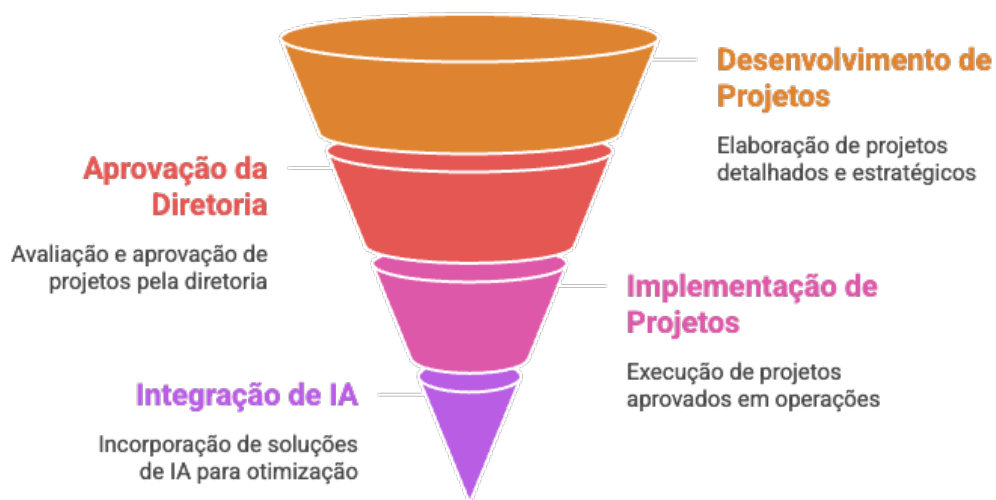 Desenvolvimento de
Projetos
Elaboração de projetos
detalhados e estratégicos
Aprovação da
Diretoria
Avaliação e aprovação de
projetos pela diretoria
Implementação de
Projetos
Execução de projetos
aprovados em operações
Integração de IA
Incorporação de soluções
de IA para otimização